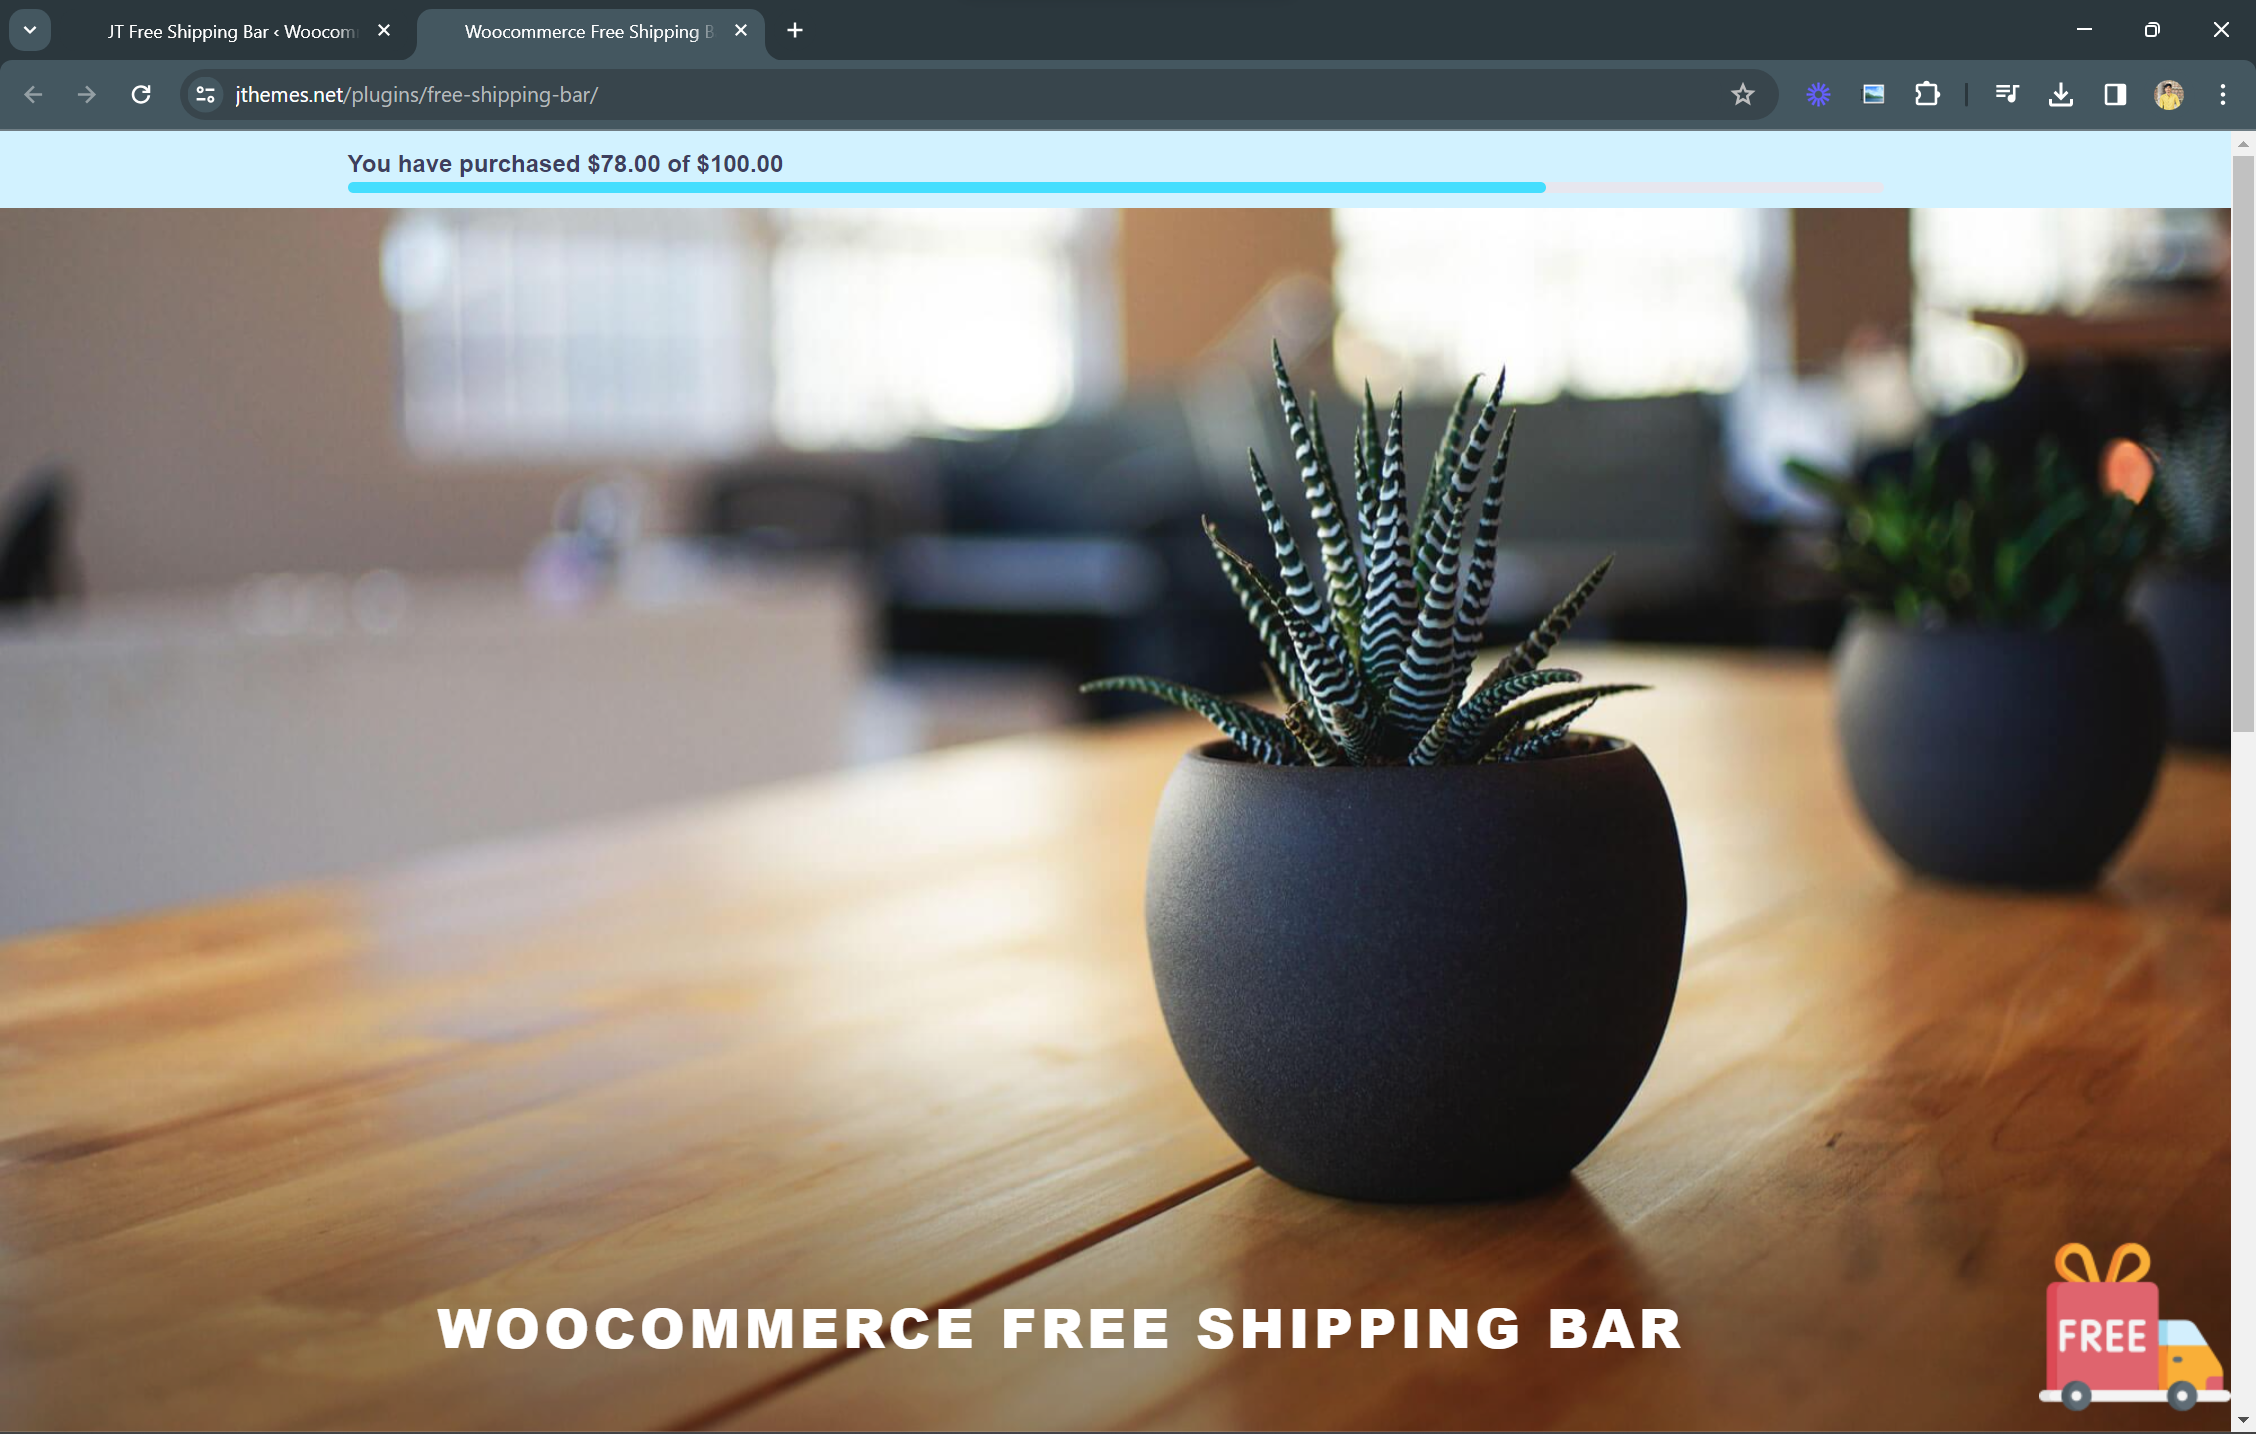 JT Free Shipping Bar ‹ Woocom
Woocommerce Free Shipping B
jthemes.net/plugins/free-shipping-bar/
You have purchased $78.00 of $100.00
WOOCOMMERCE FREE SHIPPING BAR
FREE